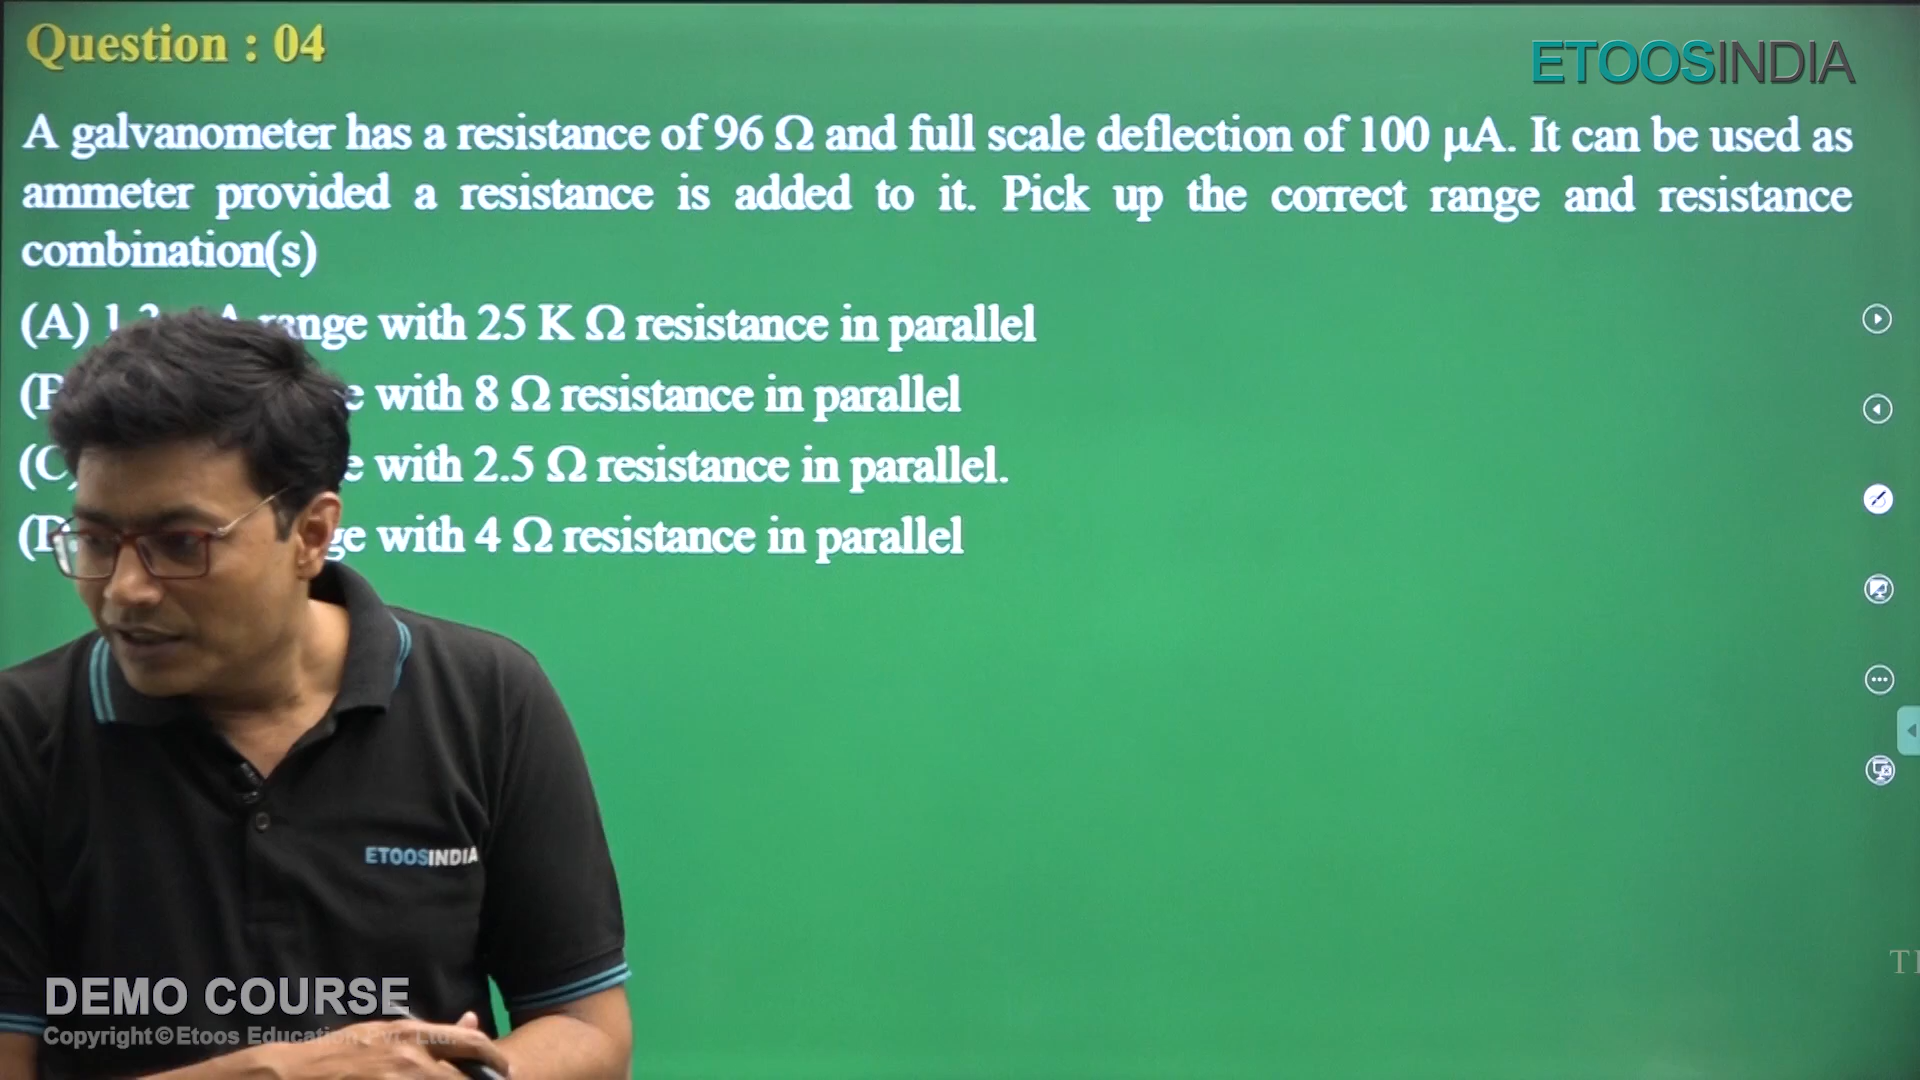 Question : 04
ETOOSINDIA
A galvanometer has a resistance of 96 Ω and full scale deflection of 100 μA. It can be used as
ammeter provided a resistance is added to it. Pick up the correct range and resistance
combination(s)
(A) range with 25 K Ω resistance in parallel
with 8 Ω resistance in parallel
with 2.5 Ω resistance in parallel.
with 4 Ω resistance in parallel
ETOOSINDIA
DEMO COURSE
Copyright©Etoos Education Pvt. Ltd.